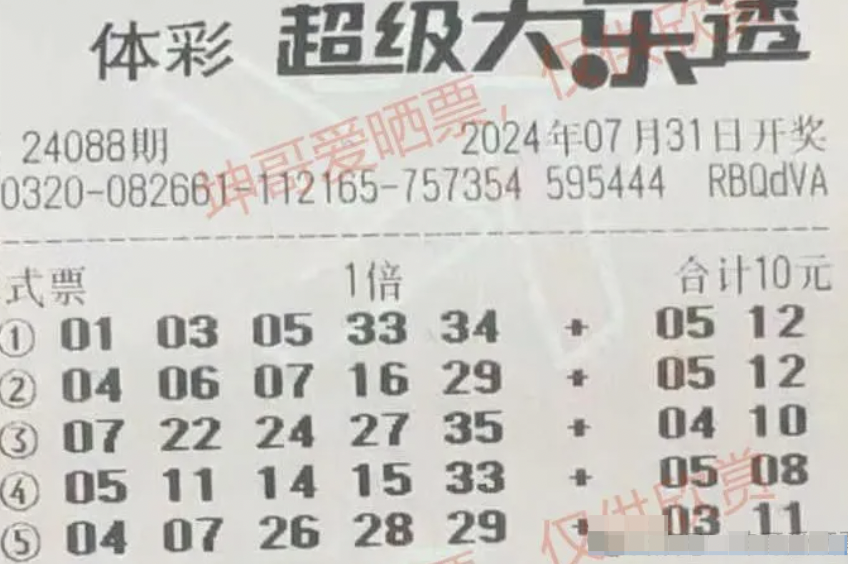 体彩 超级大乐透
24088期 2024年07月31日开奖
0320-082661-112165-757354 595444 RBQdVA
式票 1倍 合计10元
① 01 03 05 33 34 + 05 12
② 04 06 07 16 29 + 05 12
③ 07 22 24 27 35 + 04 10
④ 05 11 14 15 33 + 05 08
⑤ 04 07 26 28 29 + 03 11
坤哥爱晒票,仅供欣赏
仅供欣赏